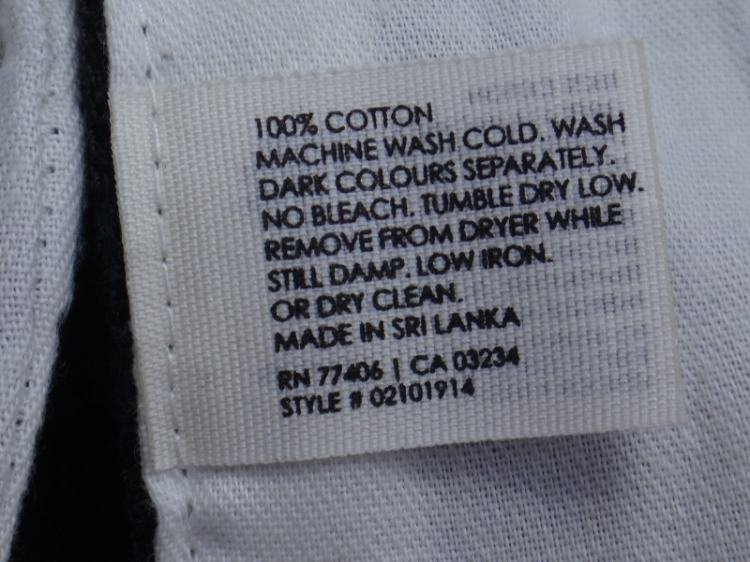 100% COTTON
MACHINE WASH COLD. WASH
DARK COLOURS SEPARATELY.
NO BLEACH. TUMBLE DRY LOW.
REMOVE FROM DRYER WHILE
STILL DAMP. LOW IRON.
OR DRY CLEAN.
MADE IN SRI LANKA
RN 77406 | CA 03234
STYLE # 02101914